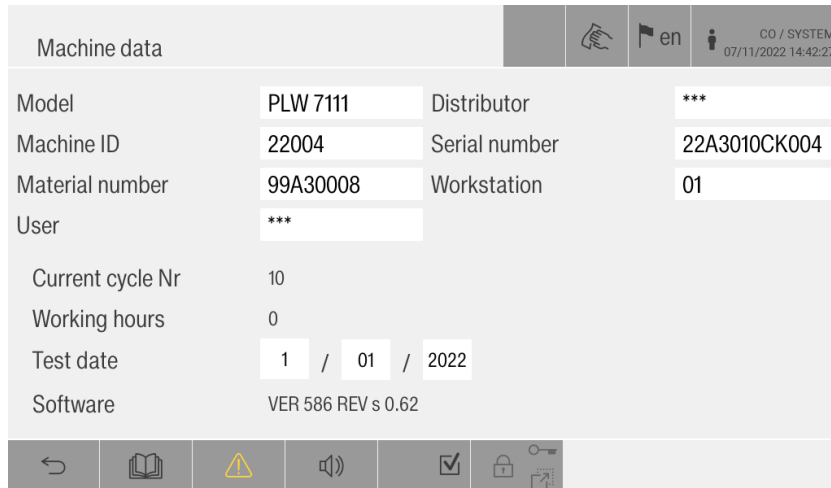 Machine data
en
CO / SYSTEM
07/11/2022 14:42:27
Model PLW 7111 Distributor ***
Machine ID 22004 Serial number 22A3010CK004
Material number 99A30008 Workstation 01
User ***
Current cycle Nr 10
Working hours 0
Test date 1 / 01 / 2022
Software VER 586 REV s 0.62